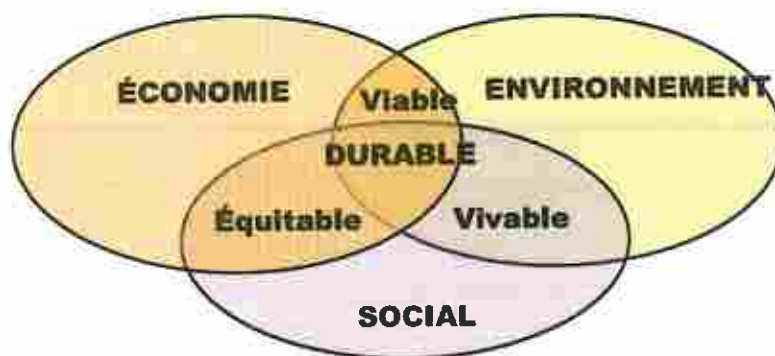 ÉCONOMIE
Viable
ENVIRONNEMENT
DURABLE
Équitable
Vivable
SOCIAL